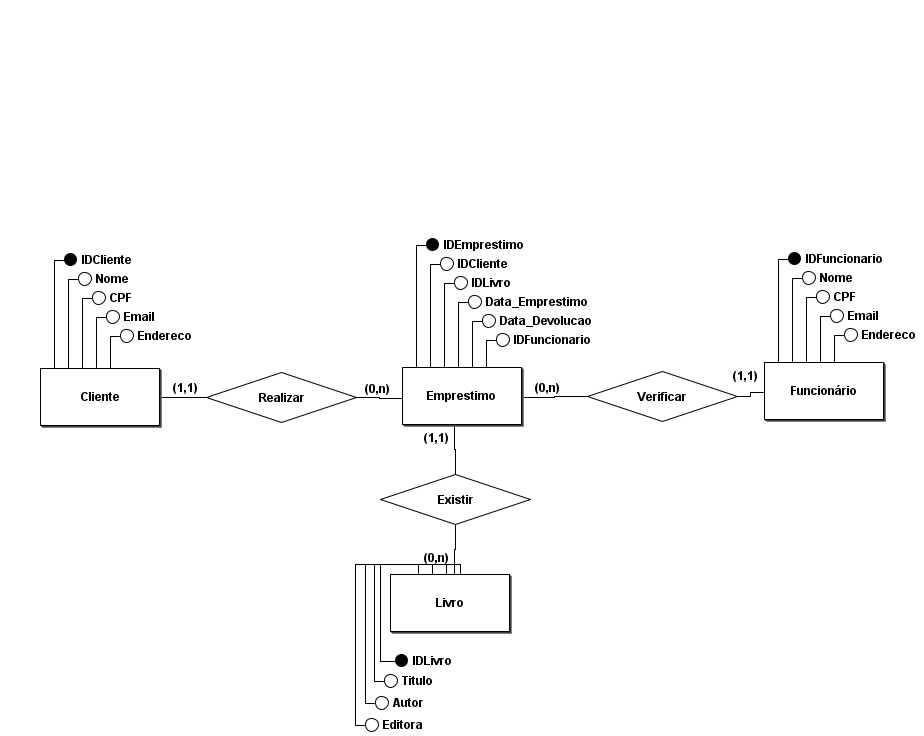 IDCliente
Nome
CPF
Email
Endereco
IDEmprestimo
IDCliente
IDLivro
Data_Emprestimo
Data_Devolucao
IDFuncionario
IDFuncionario
Nome
CPF
Email
Endereco
Cliente
(1,1)
Realizar
(0,n)
Emprestimo
(0,n)
Verificar
(1,1)
Funcionário
(1,1)
Existir
(0,n)
Livro
IDLivro
Titulo
Autor
Editora